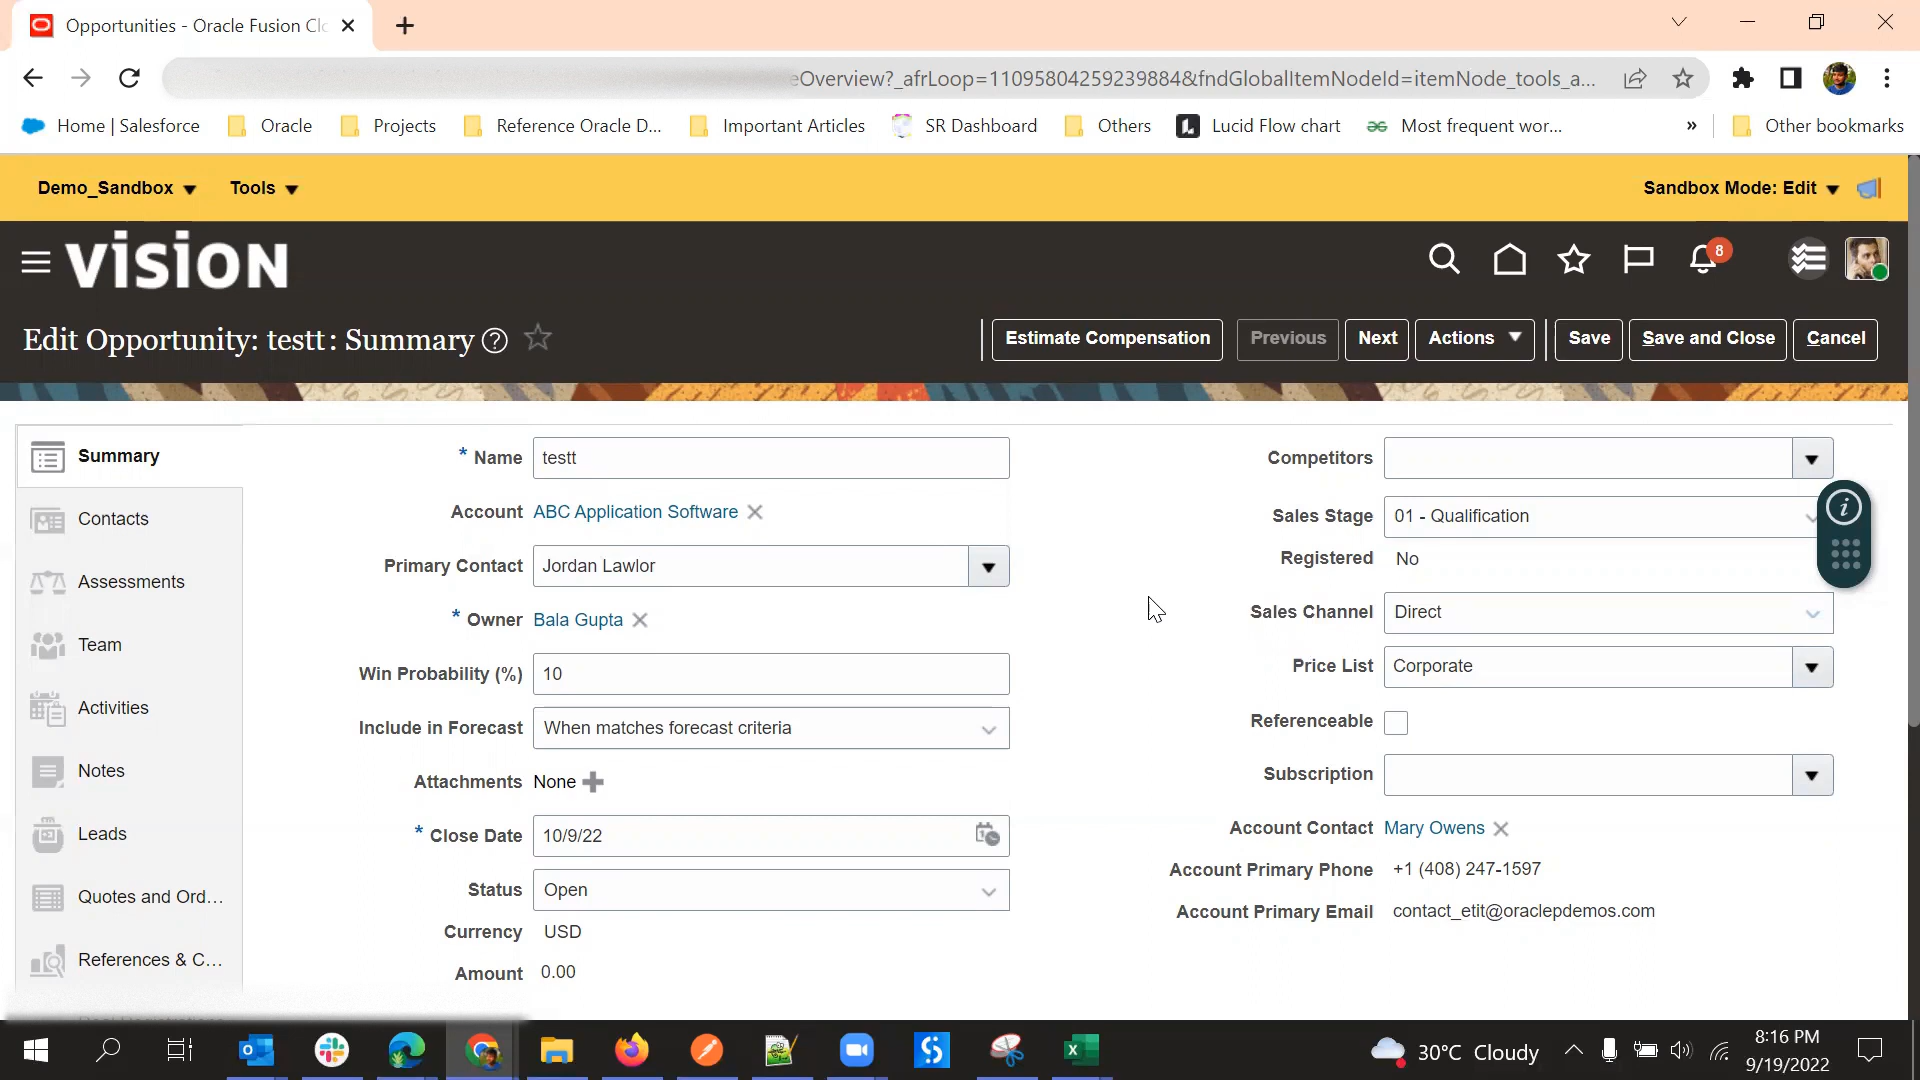 Opportunities - Oracle Fusion Clo
eOverview?_afrLoop=11095804259239884&fndGlobalItemNodeId=itemNode_tools_a...
Home | Salesforce
Oracle
Projects
Reference Oracle D...
Important Articles
SR Dashboard
Others
Lucid Flow chart
Most frequent wor...
»
Other bookmarks
Demo_Sandbox
Tools
Sandbox Mode: Edit
vision
8
Edit Opportunity: testt : Summary
Estimate Compensation
Previous
Next
Actions
Save
Save and Close
Cancel
Summary
Contacts
Assessments
Team
Activities
Notes
Leads
Quotes and Ord...
References & C...
* Name testt
Account ABC Application Software
Primary Contact Jordan Lawlor
* Owner Bala Gupta
Win Probability (%) 10
Include in Forecast When matches forecast criteria
Attachments None
* Close Date 10/9/22
Status Open
Currency USD
Amount 0.00
Competitors
Sales Stage 01 - Qualification
Registered No
Sales Channel Direct
Price List Corporate
Referenceable
Subscription
Account Contact Mary Owens
Account Primary Phone +1 (408) 247-1597
Account Primary Email contact_etit@oraclepdemos.com
30°C Cloudy
8:16 PM
9/19/2022